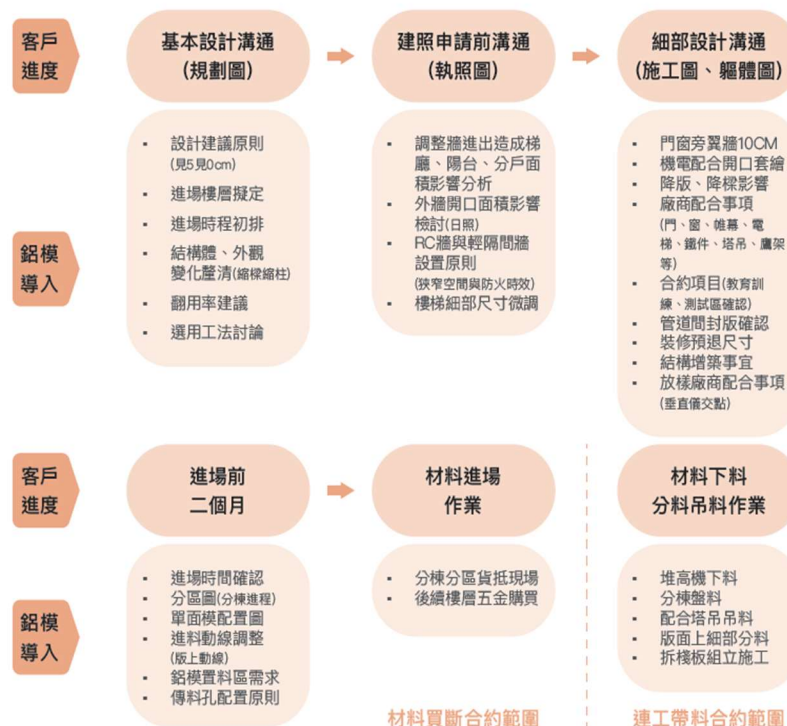 客戶
進度
基本設計溝通
(規劃圖)
建照申請前溝通
(執照圖)
細部設計溝通
(施工圖、軀體圖)
鋁模
導入
▪ 設計建議原則
(見5見0cm)
▪ 進場樓層擬定
▪ 進場時程初排
▪ 結構體、外觀
變化釐清(縮樑縮柱)
▪ 翻用率建議
▪ 選用工法討論
▪ 調整牆進出造成梯
廳、陽台、分戶面
積影響分析
▪ 外牆開口面積影響
檢討(日照)
▪ RC牆與輕隔間牆
設置原則
(狹窄空間與防火時效)
▪ 樓梯細部尺寸微調
▪ 門窗旁翼牆10CM
▪ 機電配合開口套繪
▪ 降版、降樑影響
▪ 廠商配合事項
(門、窗、帷幕、電
梯、鐵件、塔吊、鷹架
等)
▪ 合約項目(教育訓
練、測試區確認)
▪ 管道間封版確認
▪ 裝修預退尺寸
▪ 結構增築事宜
▪ 放樣廠商配合事項
(垂直儀交點)
客戶
進度
進場前
二個月
材料進場
作業
材料下料
分料吊料作業
鋁模
導入
▪ 進場時間確認
▪ 分區圖(分棟進程)
▪ 單面模配置圖
▪ 進料動線調整
(版上動線)
▪ 鋁模置料區需求
▪ 傳料孔配置原則
▪ 分棟分區貨抵現場
▪ 後續樓層五金購買
▪ 堆高機下料
▪ 分棟盤料
▪ 配合塔吊吊料
▪ 版面上細部分料
▪ 拆棧板組立施工
材料買斷合約範圍
連工帶料合約範圍